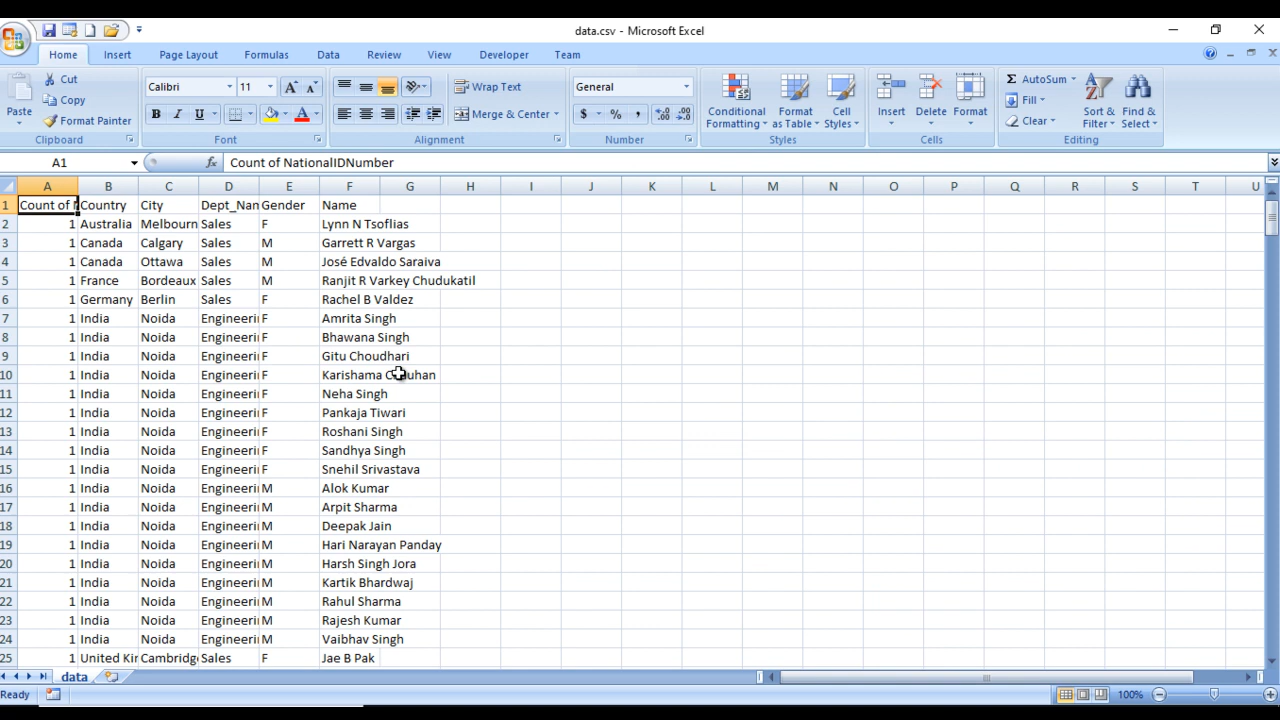 data.csv - Microsoft Excel
Home Insert Page Layout Formulas Data Review View Developer Team
Paste Cut Copy Format Painter Clipboard
Calibri 11 A A B I U A Font
Wrap Text Merge & Center Alignment
General $ % , .0 .00 .00 .0 Number
Conditional Formatting Format as Table Cell Styles Styles
Insert Delete Format Cells
Σ AutoSum Fill Clear Sort & Filter Find & Select Editing
A1 fx Count of NationalIDNumber
A B C D E F G H I J K L M N O P Q R S T U
1 Count of Country City Dept_Nam Gender Name
2 1 Australia Melbourn Sales F Lynn N Tsoflias
3 1 Canada Calgary Sales M Garrett R Vargas
4 1 Canada Ottawa Sales M José Edvaldo Saraiva
5 1 France Bordeaux Sales M Ranjit R Varkey Chudukatil
6 1 Germany Berlin Sales F Rachel B Valdez
7 1 India Noida Engineeri F Amrita Singh
8 1 India Noida Engineeri F Bhawana Singh
9 1 India Noida Engineeri F Gitu Choudhari
10 1 India Noida Engineeri F Karishama
11 1 India Noida Engineeri F Neha Singh
12 1 India Noida Engineeri F Pankaja Tiwari
13 1 India Noida Engineeri F Roshani Singh
14 1 India Noida Engineeri F Sandhya Singh
15 1 India Noida Engineeri F Snehil Srivastava
16 1 India Noida Engineeri M Alok Kumar
17 1 India Noida Engineeri M Arpit Sharma
18 1 India Noida Engineeri M Deepak Jain
19 1 India Noida Engineeri M Hari Narayan Panday
20 1 India Noida Engineeri M Harsh Singh Jora
21 1 India Noida Engineeri M Kartik Bhardwaj
22 1 India Noida Engineeri M Rahul Sharma
23 1 India Noida Engineeri M Rajesh Kumar
24 1 India Noida Engineeri M Vaibhav Singh
25 1 United Kin Cambridge Sales F Jae B Pak
data
Ready 100%